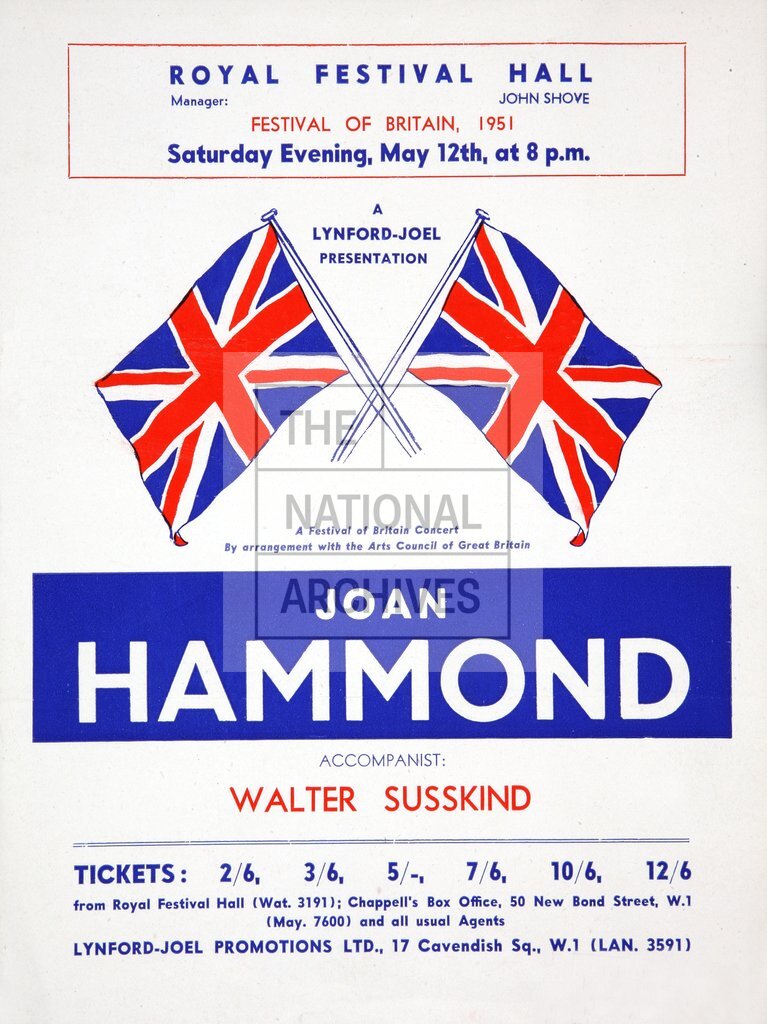 ROYAL FESTIVAL HALL
Manager: JOHN SHOVE
FESTIVAL OF BRITAIN, 1951
Saturday Evening, May 12th, at 8 p.m.
A
LYNFORD-JOEL
PRESENTATION
THE
NATIONAL
A Festival of Britain Concert
By arrangement with the Arts Council of Great Britain
ARCHIVES
JOAN
HAMMOND
ACCOMPANIST:
WALTER SUSSKIND
TICKETS: 2/6, 3/6, 5/-, 7/6, 10/6, 12/6
from Royal Festival Hall (Wat. 3191); Chappell's Box Office, 50 New Bond Street, W.1
(May. 7600) and all usual Agents
LYNFORD-JOEL PROMOTIONS LTD., 17 Cavendish Sq., W.1 (LAN. 3591)